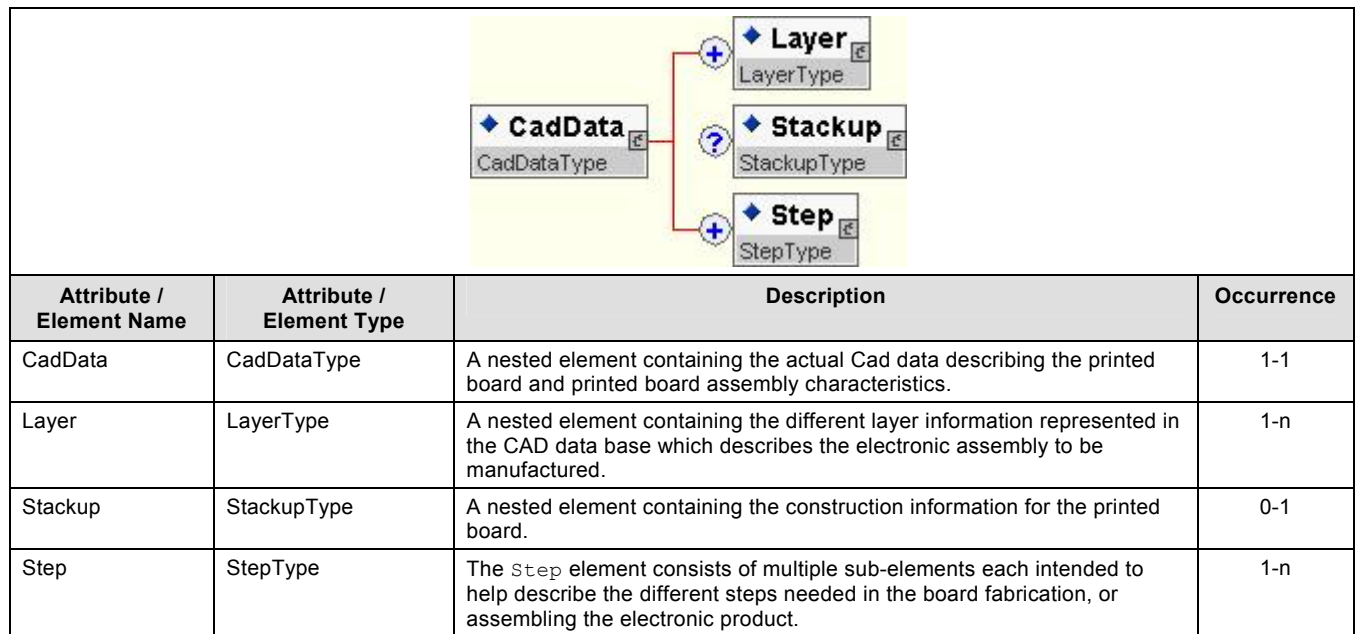 Layer
LayerType
CadData
CadDataType
Stackup
StackupType
Step
StepType
Attribute / Element Name
Attribute / Element Type
Description
Occurrence
CadData
CadDataType
A nested element containing the actual Cad data describing the printed
board and printed board assembly characteristics.
1-1
Layer
LayerType
A nested element containing the different layer information represented in
the CAD data base which describes the electronic assembly to be
manufactured.
1-n
Stackup
StackupType
A nested element containing the construction information for the printed
board.
0-1
Step
StepType
The Step element consists of multiple sub-elements each intended to
help describe the different steps needed in the board fabrication, or
assembling the electronic product.
1-n